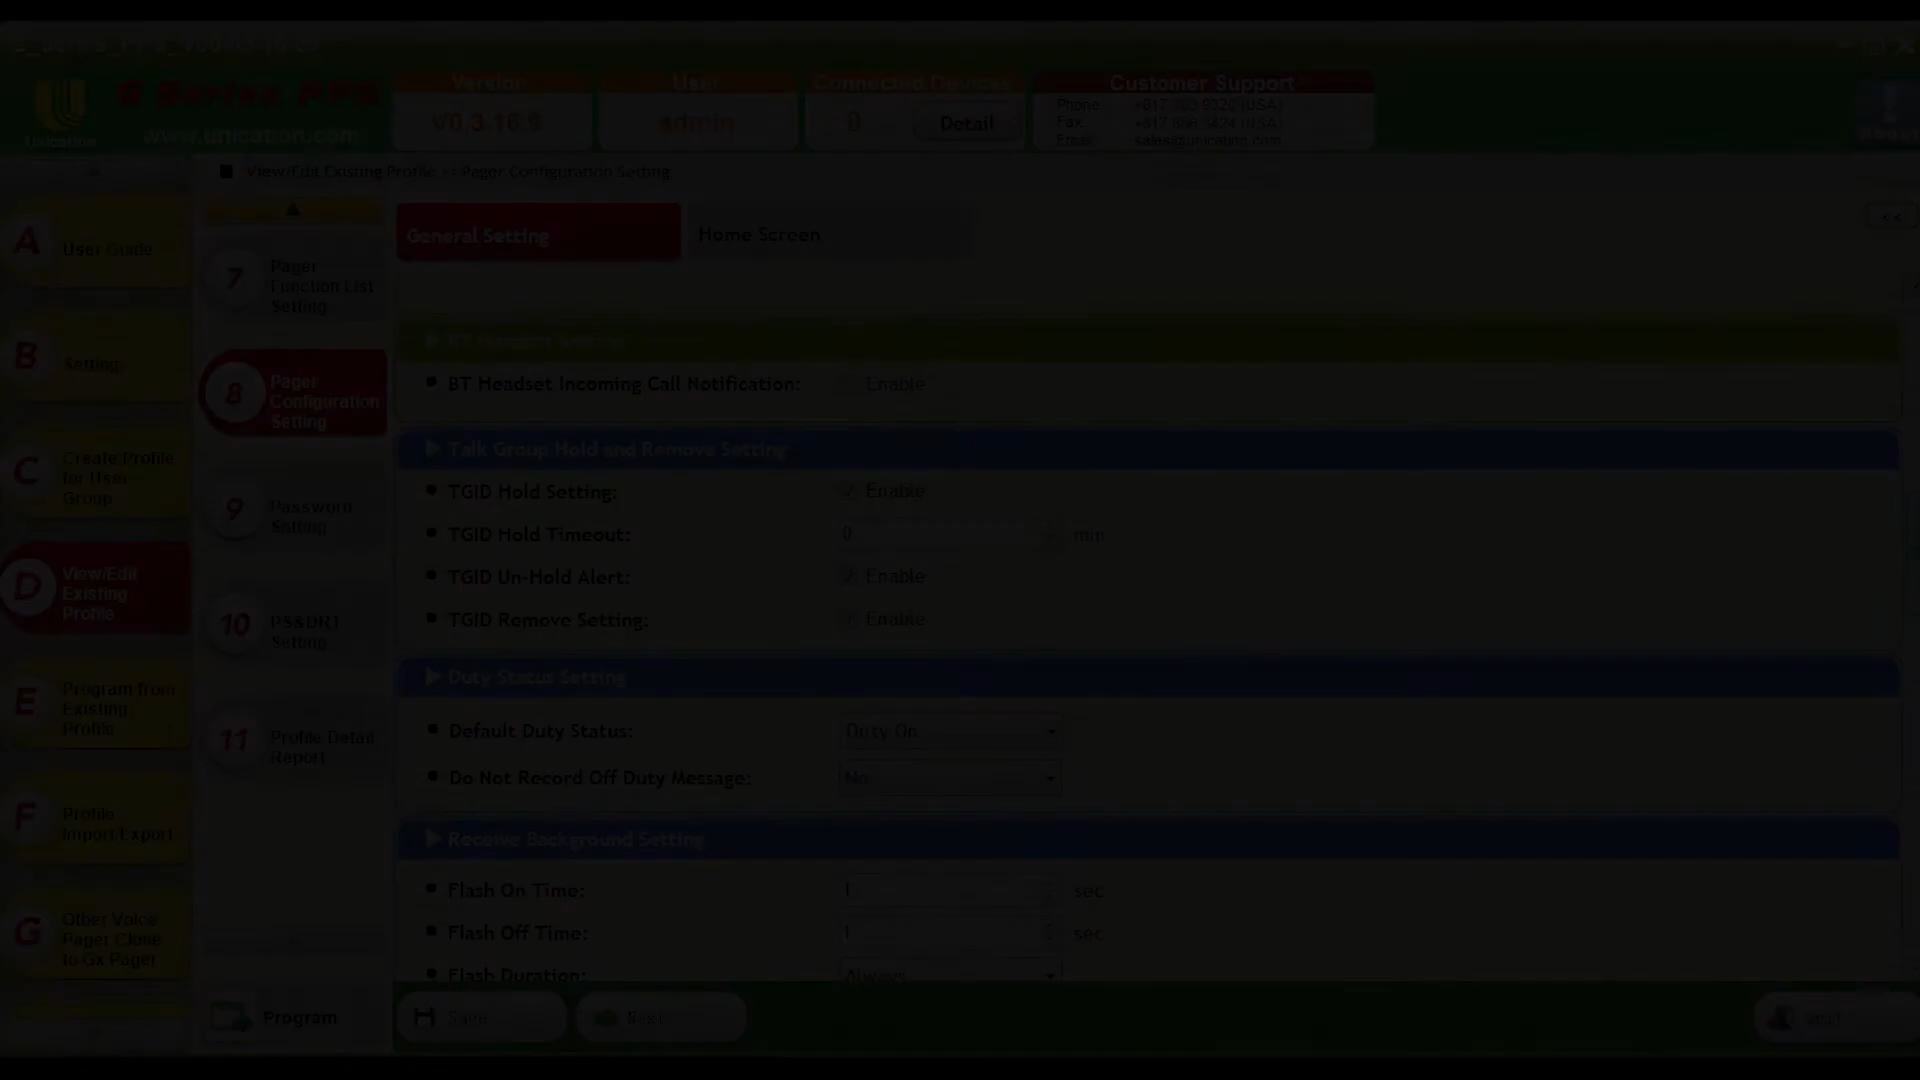 G Series PPS
Unication
www.unication.com
Version
V0.3.16.9
User
admin
Connected Devices
0
Detail
Customer Support
Phone:
Fax:
Email:
■ View/Edit Existing Profile >> Pager Configuration Setting
<<
A
User Guide
B
Setting
C
Create Profile
for User
Group
D
View/Edit
Existing
Profile
E
Program from
Existing
Profile
F
Profile
Import/Export
G
Other Voice
Pager Clone
to Gx Pager
7
Pager
Function List
Setting
8
Pager
Configuration
Setting
9
Password
Setting
10
Setting
11
Profile Detail
Report
Program
General Setting
Home Screen
BT Headset Incoming Call Notification: Enable
Talk Group Hold and Remove Setting
TGID Hold Setting: Enable
TGID Hold Timeout: 0 min
TGID Un-Hold Alert: Enable
TGID Remove Setting: Enable
Duty Status Setting
Default Duty Status: Duty On
Do Not Record Off Duty Message: No
Receive Background Setting
Flash On Time: 1 sec
Flash Off Time: 1 sec
Flash Duration: Always
Save
Next